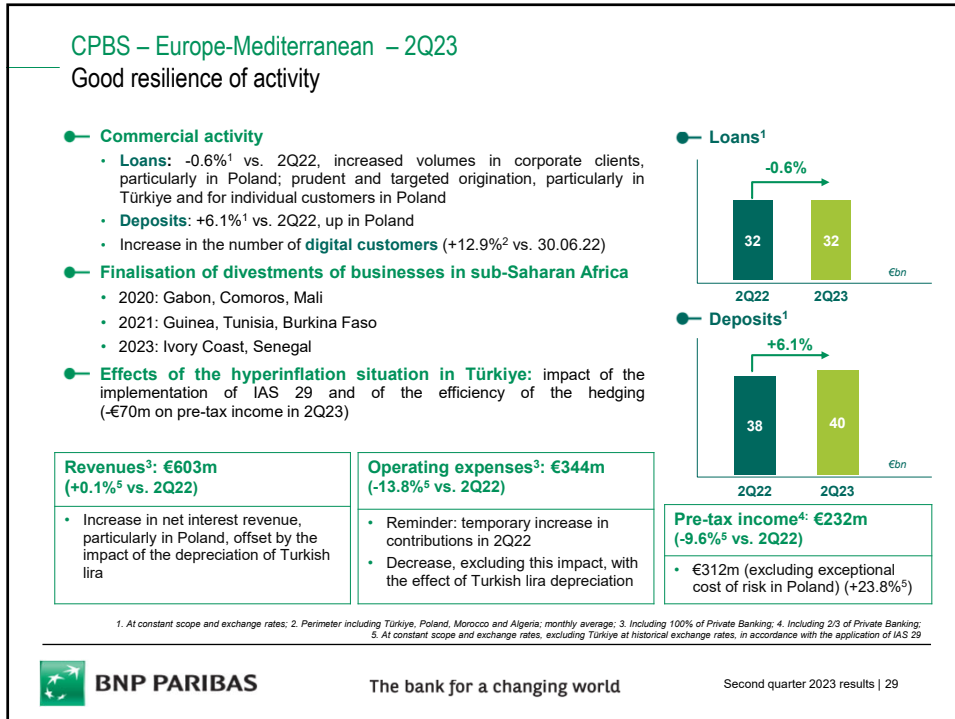 CPBS – Europe-Mediterranean – 2Q23
Good resilience of activity
Commercial activity
• Loans: -0.6%¹ vs. 2Q22, increased volumes in corporate clients,
particularly in Poland; prudent and targeted origination, particularly in
Türkiye and for individual customers in Poland
• Deposits: +6.1%¹ vs. 2Q22, up in Poland
• Increase in the number of digital customers (+12.9%² vs. 30.06.22)
Finalisation of divestments of businesses in sub-Saharan Africa
• 2020: Gabon, Comoros, Mali
• 2021: Guinea, Tunisia, Burkina Faso
• 2023: Ivory Coast, Senegal
Effects of the hyperinflation situation in Türkiye: impact of the
implementation of IAS 29 and of the efficiency of the hedging
(-€70m on pre-tax income in 2Q23)
Loans¹
-0.6%
32
32
€bn
2Q22
2Q23
Deposits¹
+6.1%
38
40
€bn
2Q22
2Q23
Revenues³: €603m
(+0.1%⁵ vs. 2Q22)
• Increase in net interest revenue,
particularly in Poland, offset by the
impact of the depreciation of Turkish
lira
Operating expenses³: €344m
(-13.8%⁵ vs. 2Q22)
• Reminder: temporary increase in
contributions in 2Q22
• Decrease, excluding this impact, with
the effect of Turkish lira depreciation
Pre-tax income⁴: €232m
(-9.6%⁵ vs. 2Q22)
• €312m (excluding exceptional
cost of risk in Poland) (+23.8%⁵)
1. At constant scope and exchange rates; 2. Perimeter including Türkiye, Poland, Morocco and Algeria; monthly average; 3. Including 100% of Private Banking; 4. Including 2/3 of Private Banking;
5. At constant scope and exchange rates, excluding Türkiye at historical exchange rates, in accordance with the application of IAS 29
BNP PARIBAS
The bank for a changing world
Second quarter 2023 results | 29